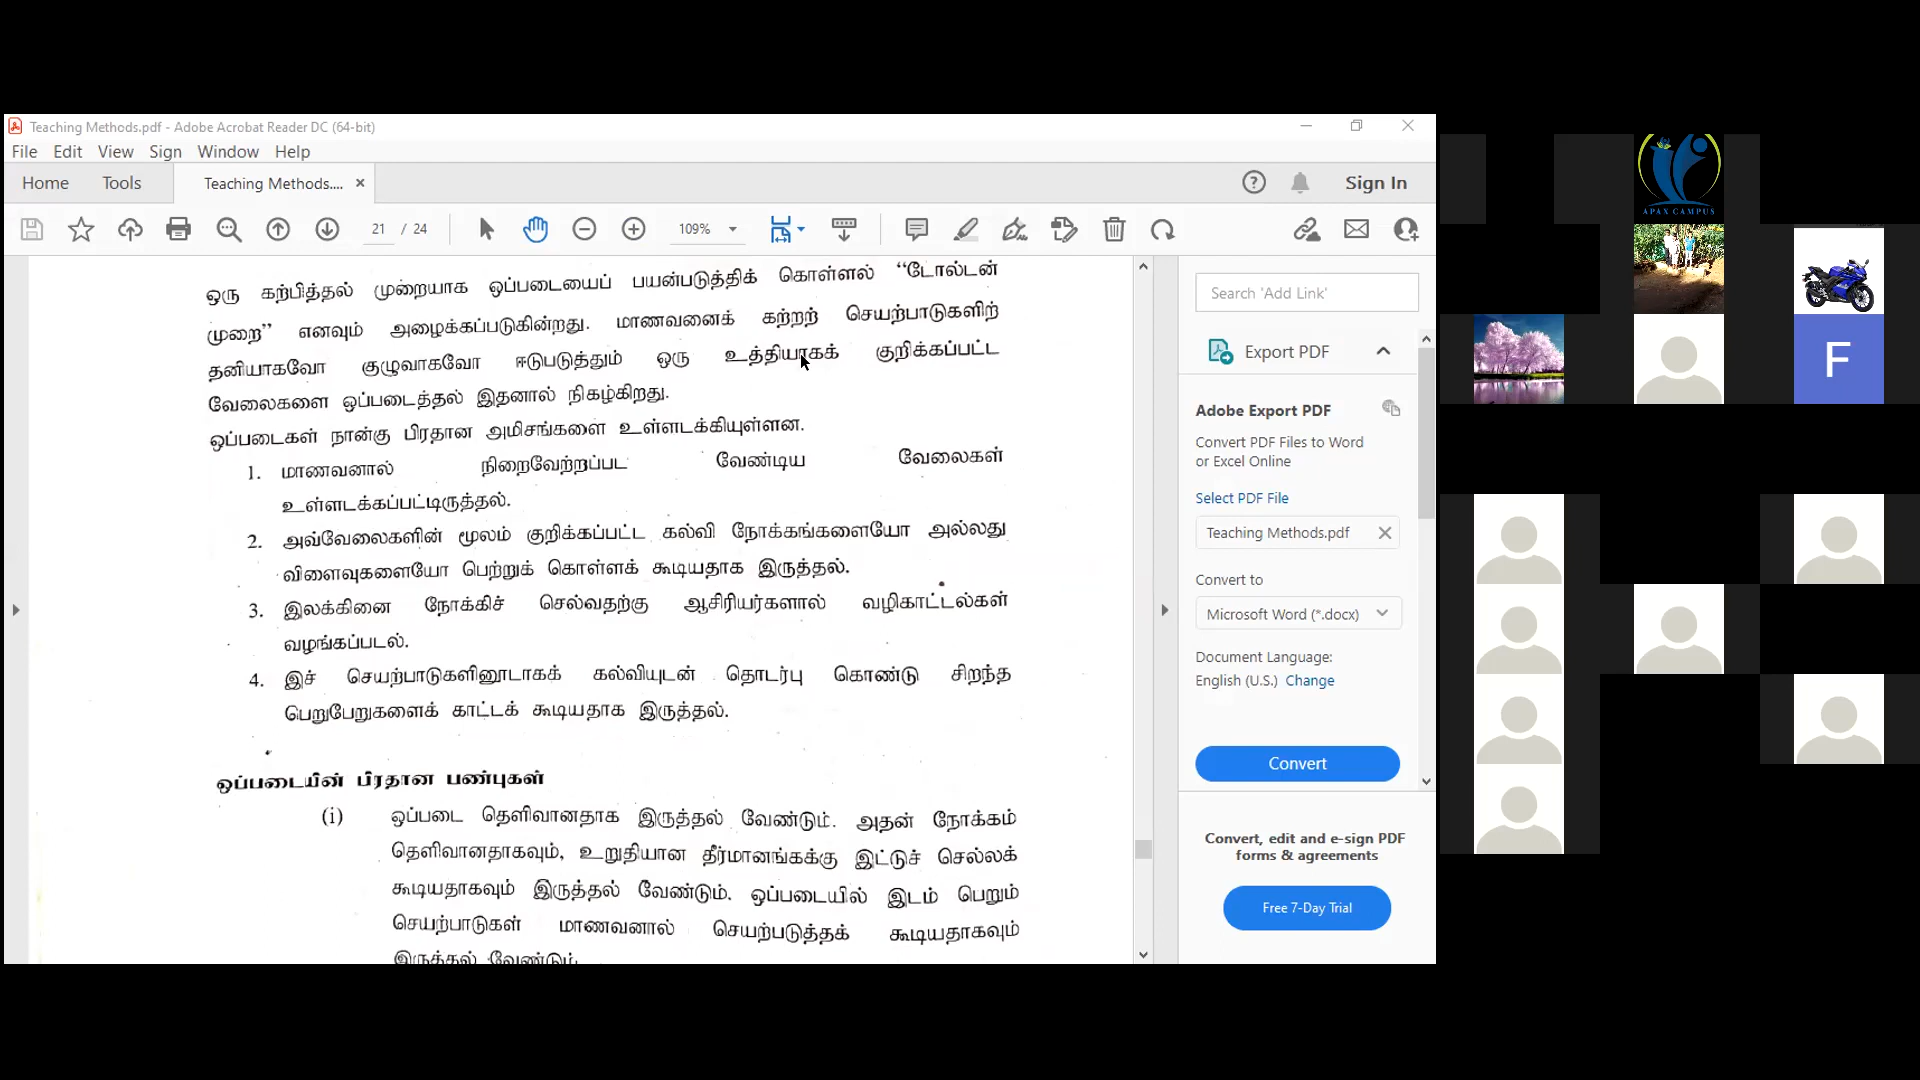 APAX CAMPUS
Teaching Methods.pdf - Adobe Acrobat Reader DC (64-bit)
File Edit View Sign Window Help
Home Tools Teaching Methods.... × Sign In
21 / 24 109%
ஒரு கற்பித்தல் முறையாக ஒப்படையைப் பயன்படுத்திக் கொள்ளல் “டோல்டன்
முறை” எனவும் அழைக்கப்படுகின்றது. மாணவனைக் கற்றற் செயற்பாடுகளிற்
தனியாகவோ குழுவாகவோ ஈடுபடுத்தும் ஒரு உத்தியாகக் குறிக்கப்பட்ட
வேலைகளை ஒப்படைத்தல் இதனால் நிகழ்கிறது.
ஒப்படைகள் நான்கு பிரதான அமிசங்களை உள்ளடக்கியுள்ளன.
1. மாணவனால் நிறைவேற்றப்பட வேண்டிய வேலைகள்
உள்ளடக்கப்பட்டிருத்தல்.
2. அவ்வேலைகளின் மூலம் குறிக்கப்பட்ட கல்வி நோக்கங்களையோ அல்லது
விளைவுகளையோ பெற்றுக் கொள்ளக் கூடியதாக இருத்தல்.
3. இலக்கினை நோக்கிச் செல்வதற்கு ஆசிரியர்களால் வழிகாட்டல்கள்
வழங்கப்படல்.
4. இச் செயற்பாடுகளினூடாகக் கல்வியுடன் தொடர்பு கொண்டு சிறந்த
பெறுபேறுகளைக் காட்டக் கூடியதாக இருத்தல்.
ஒப்படையின் பிரதான பண்புகள்
(i) ஒப்படை தெளிவானதாக இருத்தல் வேண்டும். அதன் நோக்கம்
தெளிவானதாகவும், உறுதியான தீர்மானங்கக்கு இட்டுச் செல்லக்
கூடியதாகவும் இருத்தல் வேண்டும். ஒப்படையில் இடம் பெறும்
செயற்பாடுகள் மாணவனால் செயற்படுத்தக் கூடியதாகவும்
இருத்தல் வேண்டும்.
Search 'Add Link'
Export PDF
Adobe Export PDF
Convert PDF Files to Word
or Excel Online
Select PDF File
Teaching Methods.pdf
Convert to
Microsoft Word (*.docx)
Document Language:
English (U.S.) Change
Convert
Convert, edit and e-sign PDF
forms & agreements
Free 7-Day Trial
F